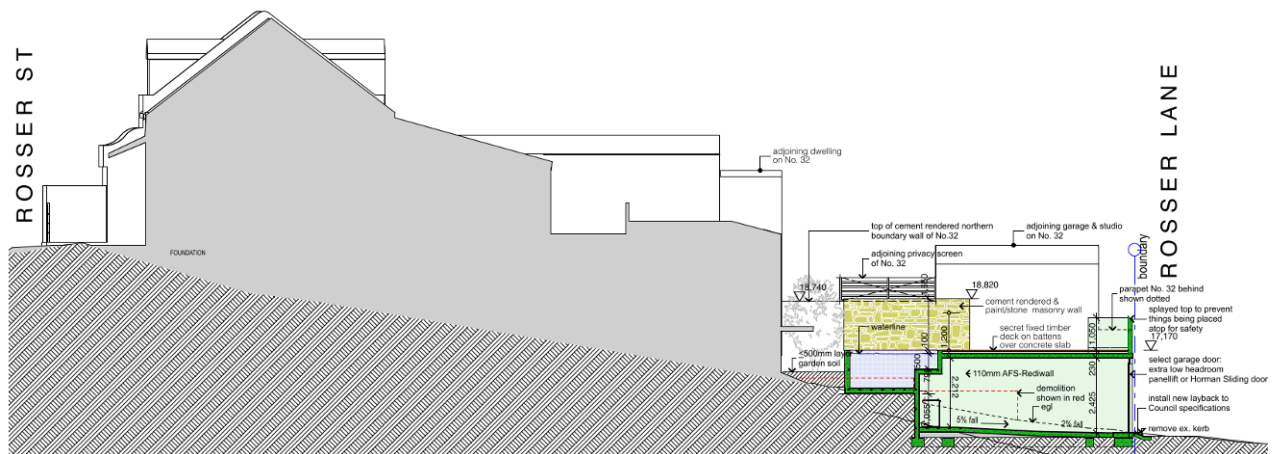 ROSSER ST
ROSSER LANE
adjoining dwelling
on No. 32
FOUNDATION
top of cement rendered northern
boundary wall of No.32
adjoining garage & studio
on No. 32
boundary
adjoining privacy screen
of No. 32
parapet No. 32 behind
shown dotted
18,740
18,820
splayed top to prevent
things being placed
atop for safety
cement rendered &
paint/stone masonry wall
17,170
waterline
secret fixed timber
deck on battens
over concrete slab
1,200
1,050
100
<500mm layer
garden soil
230
select garage door:
extra low headroom
panellift or Horman Sliding door
110mm AFS-Rediwall
demolition
shown in red
egl
2,212
2,425
install new layback to
Council specifications
5% fall
2% fall
remove ex. kerb